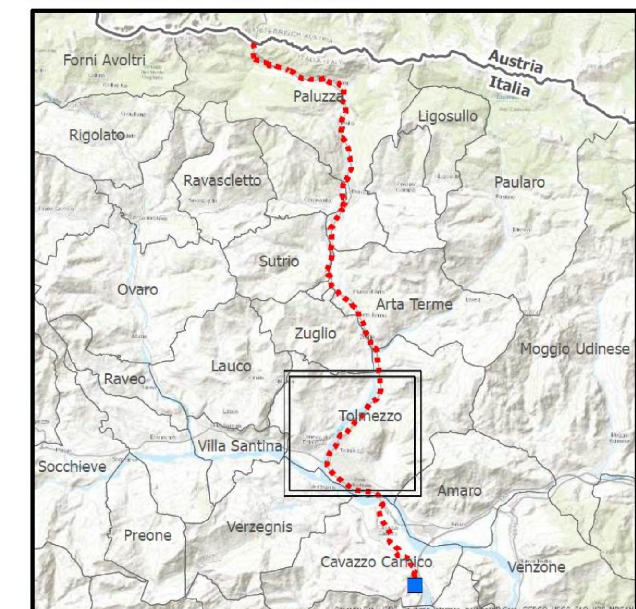 Austria
Italia
Forni Avoltri
Paluzza
Ligosullo
Rigolato
Ravascletto
Paularo
Sutrio
Ovaro
Arta Terme
Zuglio
Moggio Udinese
Lauco
Raveo
Tolmezzo
Villa Santina
Socchieve
Amaro
Verzegnis
Preone
Cavazzo Carnico
Venzone